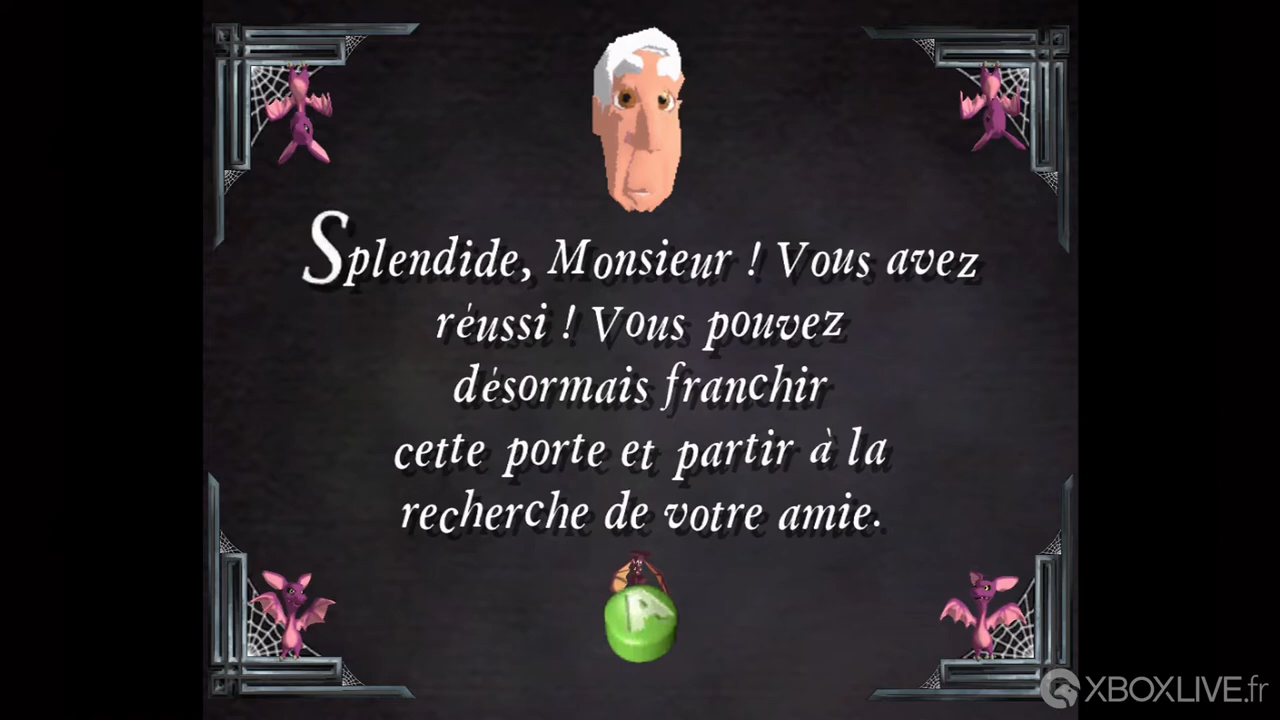 Splendide, Monsieur ! Vous avez
réussi ! Vous pouvez
désormais franchir
cette porte et partir à la
recherche de votre amie.
A
XBOXLIVE.fr